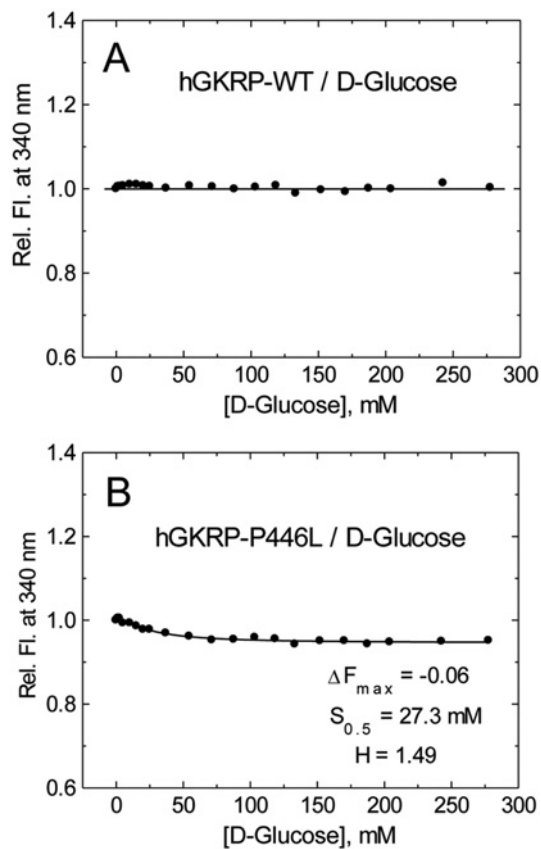 A
hGKRP-WT / D-Glucose
Rel. Fl. at 340 nm
1.4
1.2
1.0
0.8
0.6
0
50
100
150
200
250
300
[D-Glucose], mM
B
hGKRP-P446L / D-Glucose
Rel. Fl. at 340 nm
1.4
1.2
1.0
0.8
0.6
ΔFmax = -0.06
S0.5 = 27.3 mM
H = 1.49
0
50
100
150
200
250
300
[D-Glucose], mM